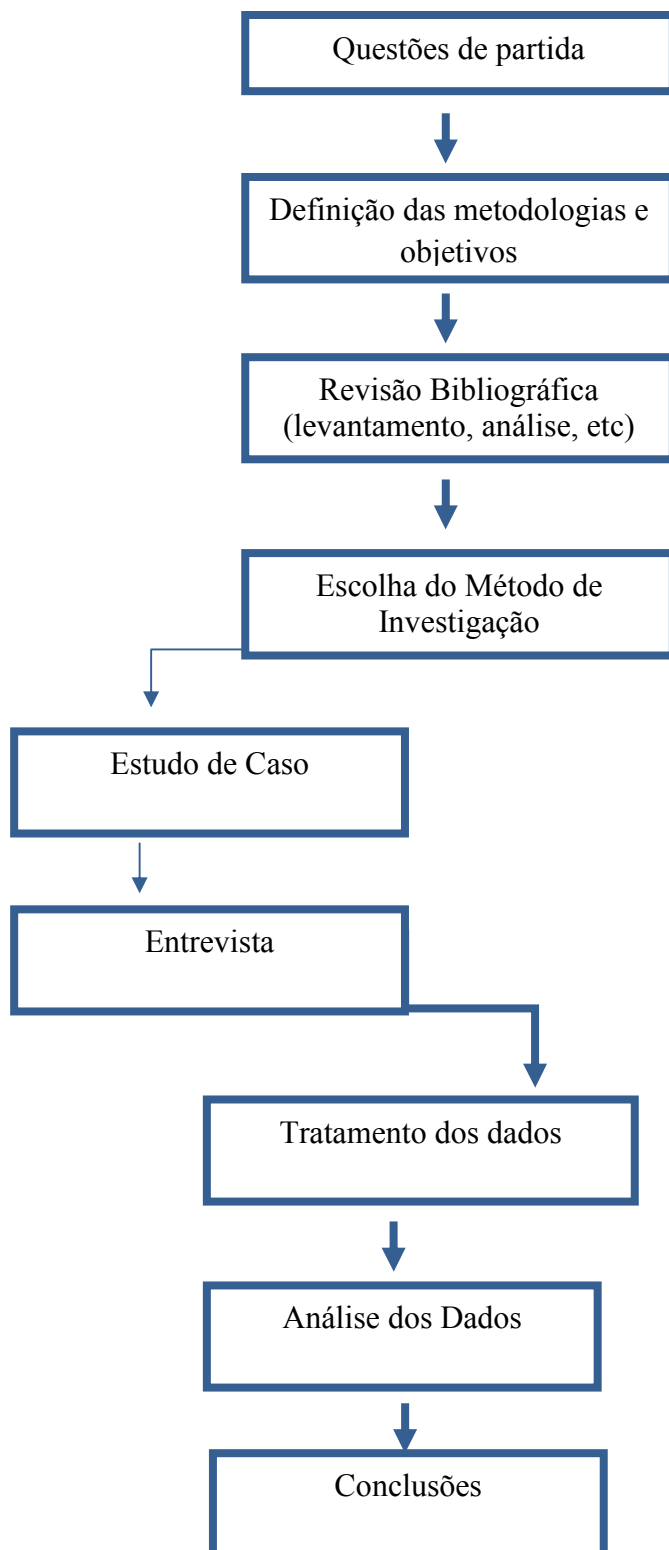 Questões de partida
Definição das metodologias e
objetivos
Revisão Bibliográfica
(levantamento, análise, etc)
Escolha do Método de
Investigação
Estudo de Caso
Entrevista
Tratamento dos dados
Análise dos Dados
Conclusões